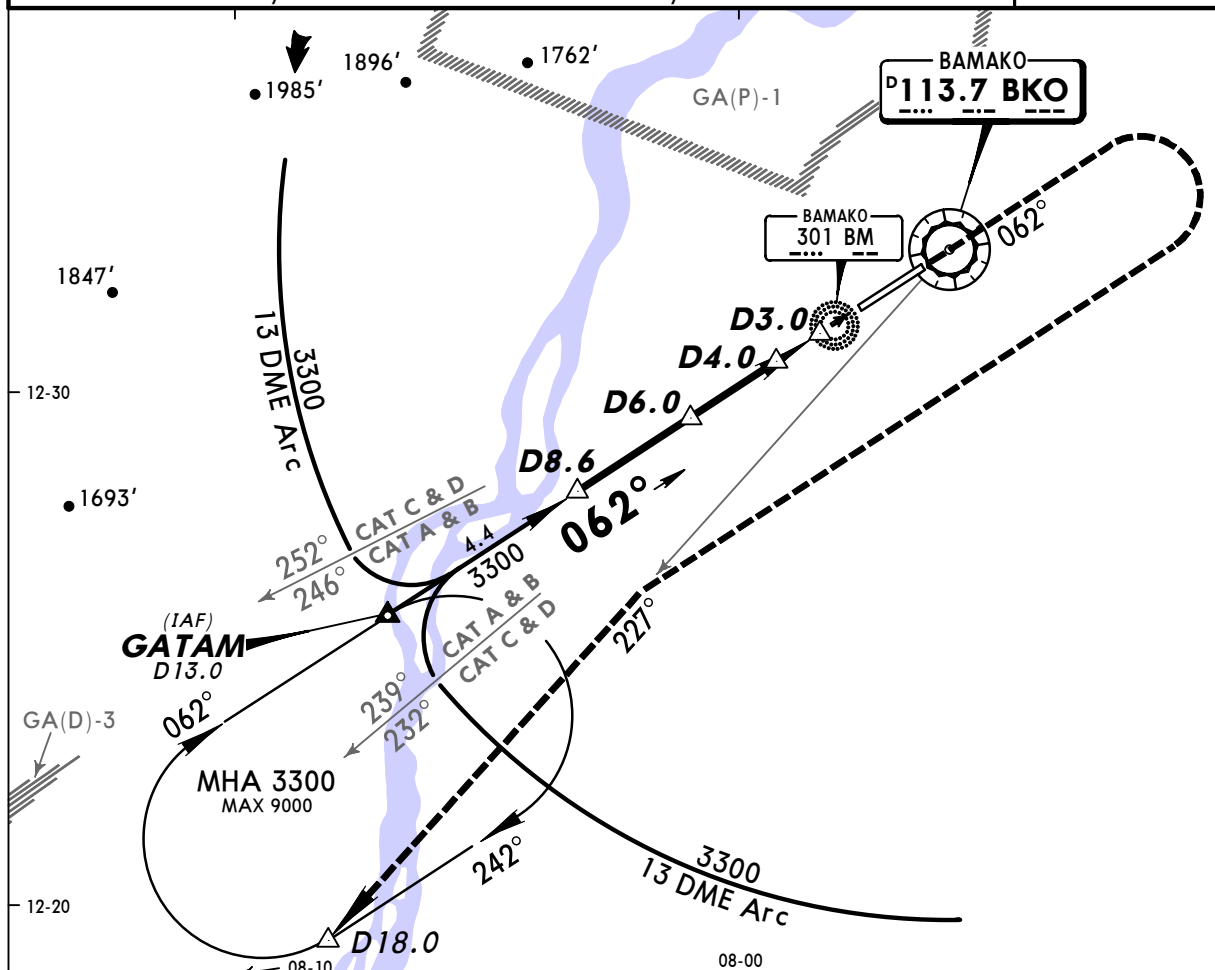 1985'
1896'
1762'
GA(P)-1
BAMAKO
D113.7 BKO
BAMAKO
301 BM
062°
1847'
D3.0
D4.0
D6.0
D8.6
12-30
3300
13 DME Arc
1693'
CAT C & D
CAT A & B
252°
246°
4.4
3300
062°
(IAF)
GATAM
D13.0
CAT A & B
CAT C & D
239°
232°
227°
GA(D)-3
062°
MHA 3300
MAX 9000
242°
3300
13 DME Arc
12-20
D18.0
08-10
08-00